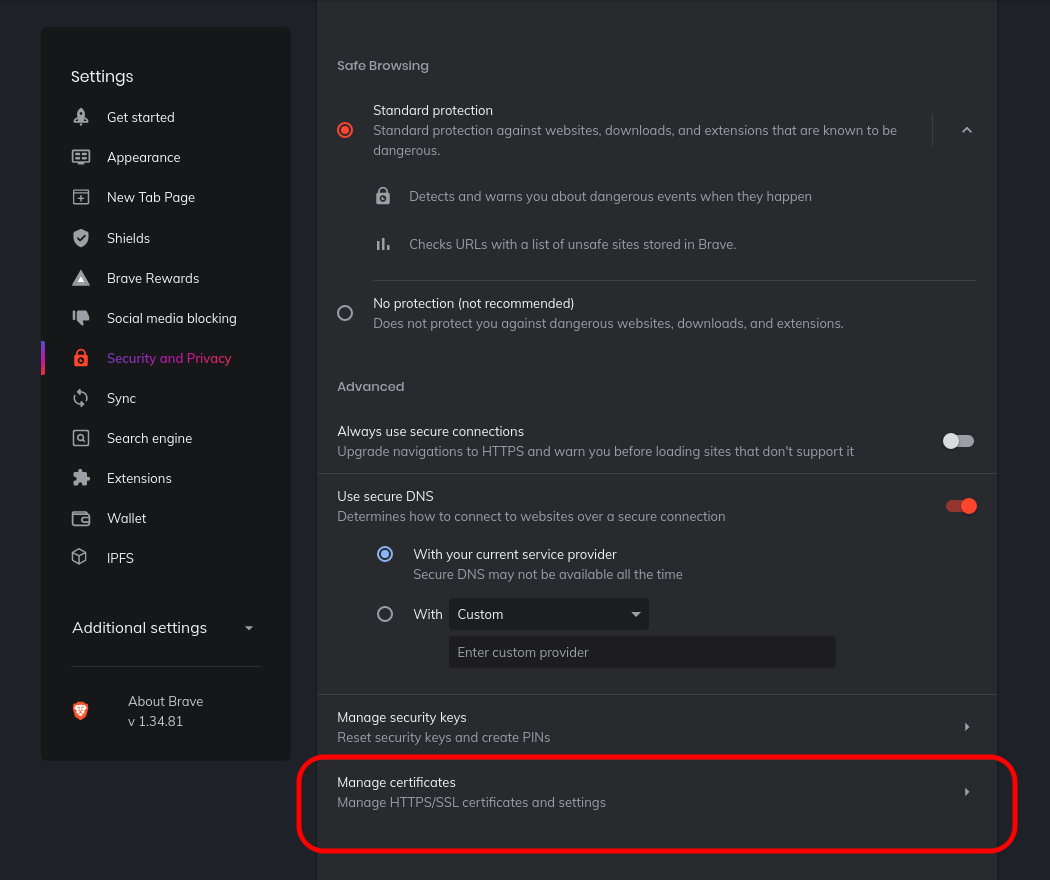 Settings
Get started
Appearance
New Tab Page
Shields
Brave Rewards
Social media blocking
Security and Privacy
Sync
Search engine
Extensions
Wallet
IPFS
Additional settings
About Brave
v 1.34.81
Safe Browsing
Standard protection
Standard protection against websites, downloads, and extensions that are known to be
dangerous.
Detects and warns you about dangerous events when they happen
Checks URLs with a list of unsafe sites stored in Brave.
No protection (not recommended)
Does not protect you against dangerous websites, downloads, and extensions.
Advanced
Always use secure connections
Upgrade navigations to HTTPS and warn you before loading sites that don't support it
Use secure DNS
Determines how to connect to websites over a secure connection
With your current service provider
Secure DNS may not be available all the time
With Custom
Enter custom provider
Manage security keys
Reset security keys and create PINs
Manage certificates
Manage HTTPS/SSL certificates and settings